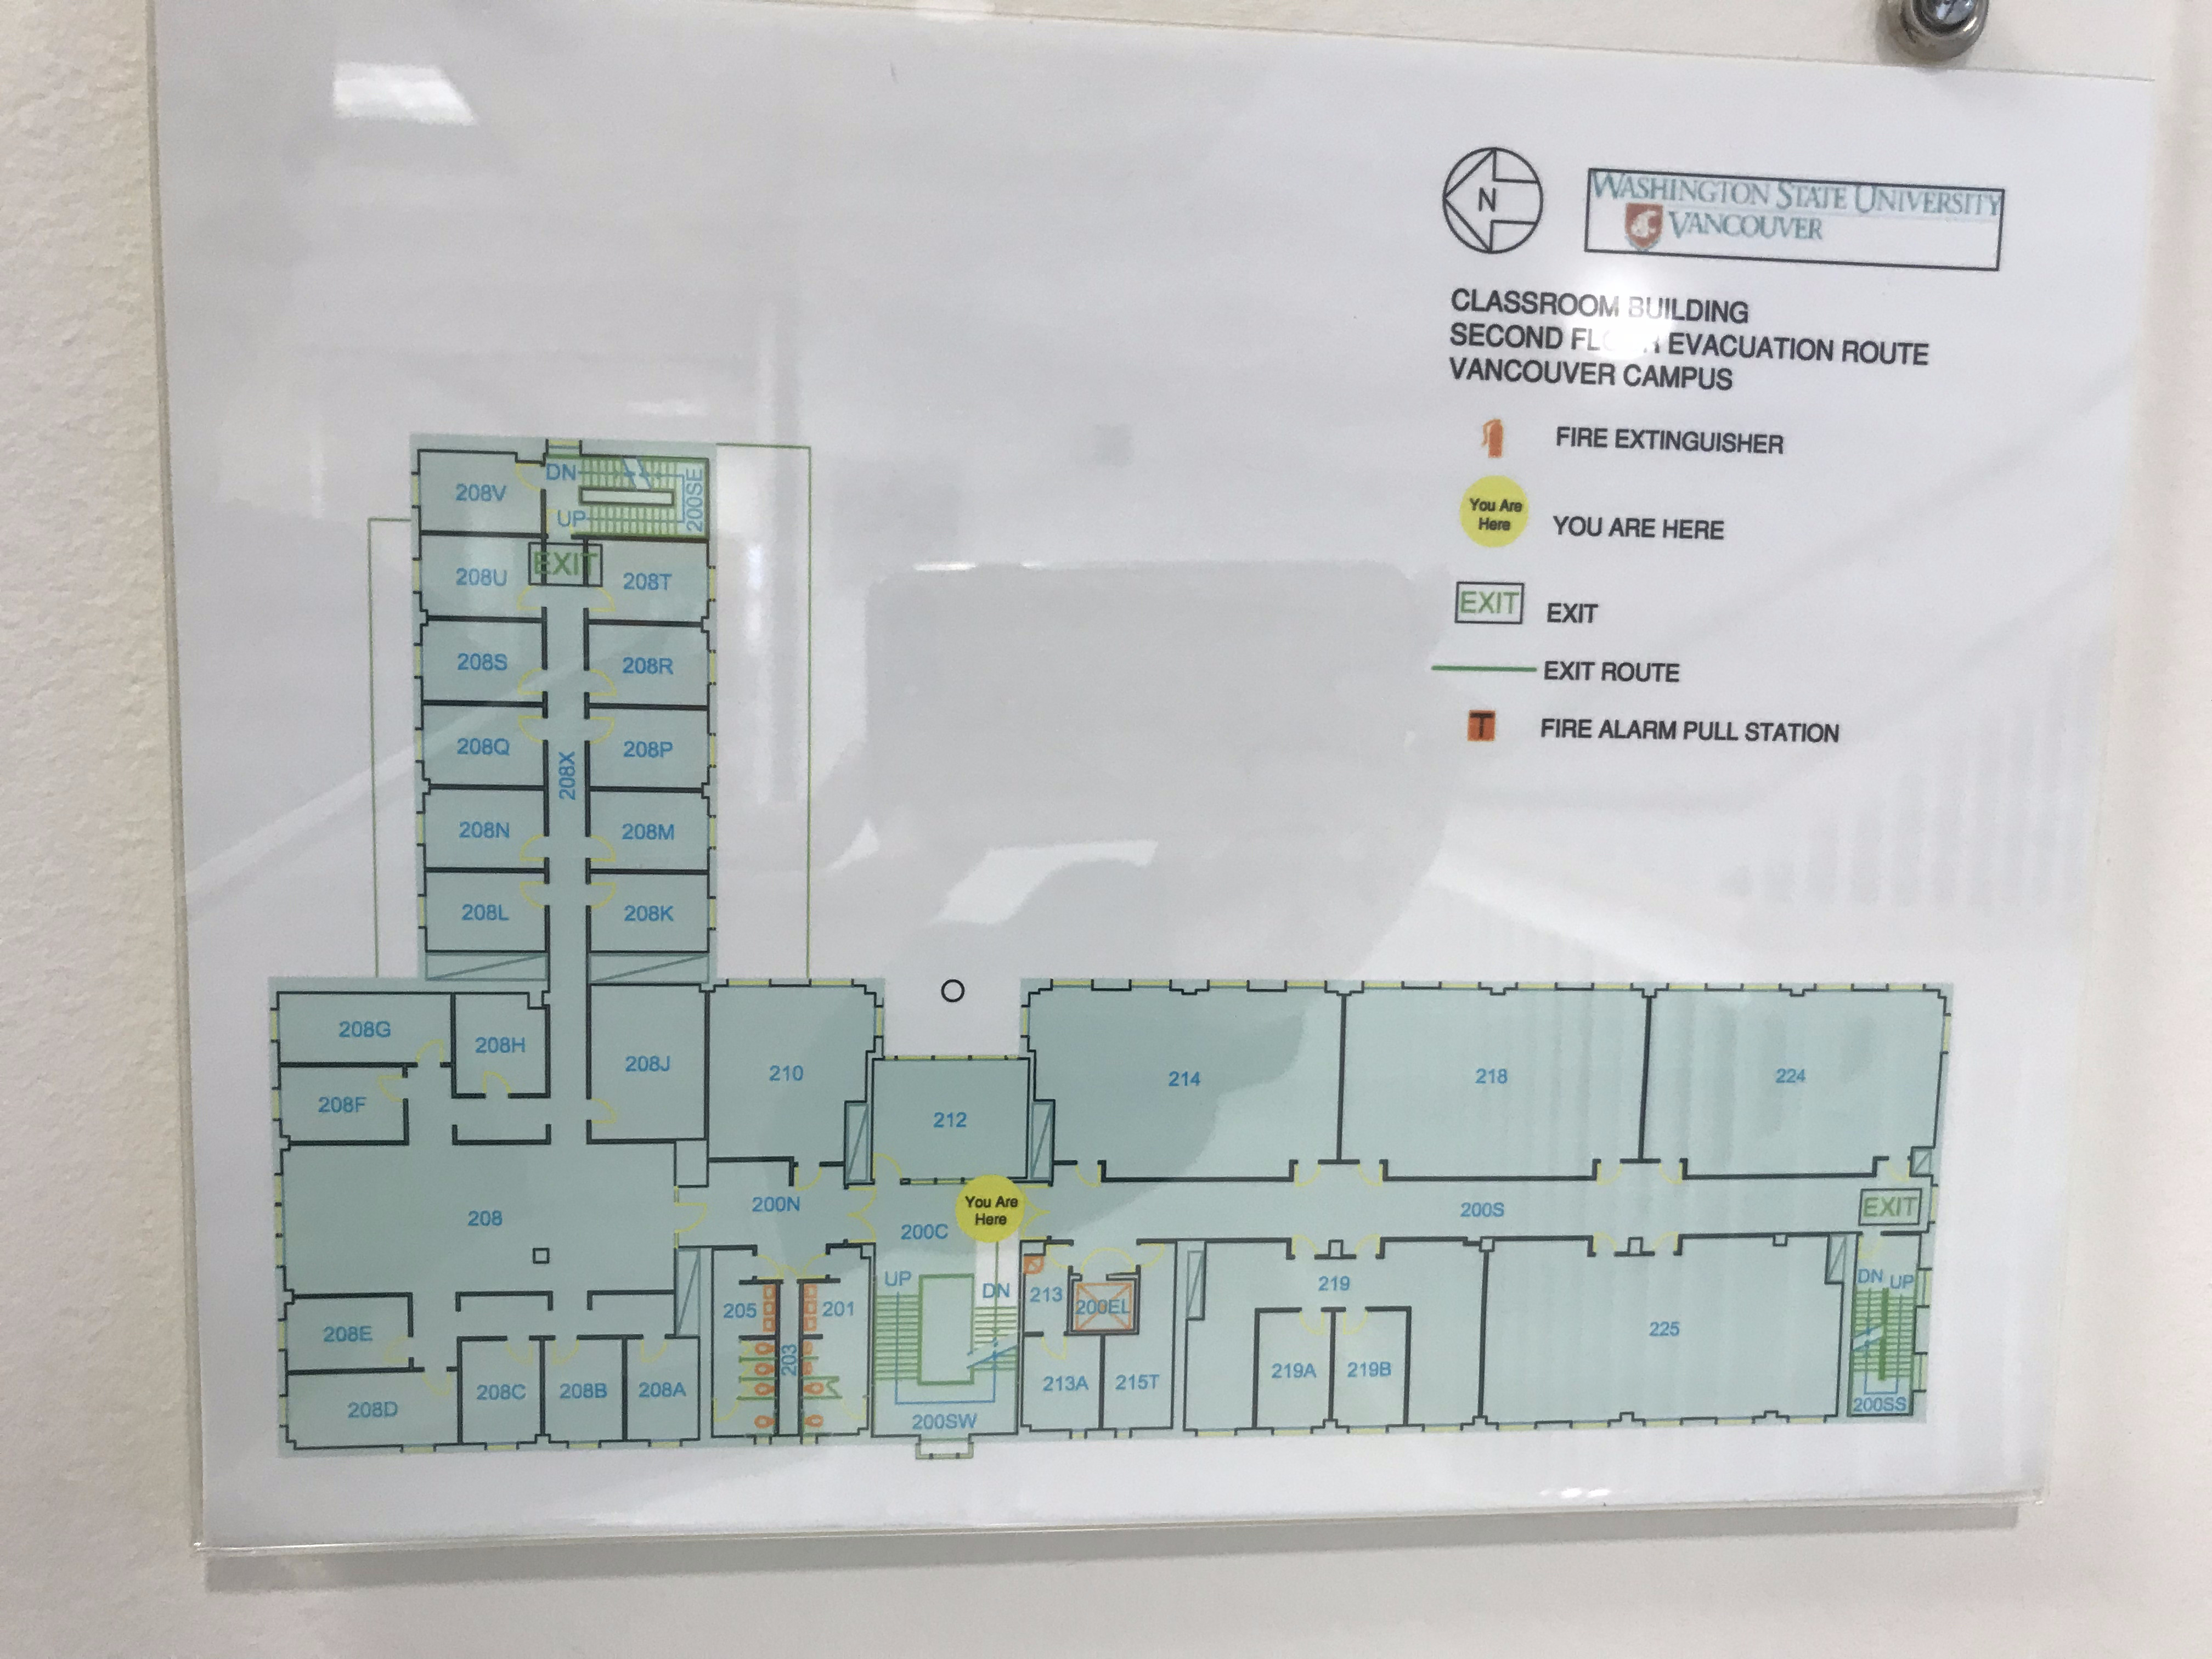 N
WASHINGTON STATE UNIVERSITY
VANCOUVER
CLASSROOM BUILDING
SECOND EVACUATION ROUTE
VANCOUVER CAMPUS
FIRE EXTINGUISHER
You Are
Here
YOU ARE HERE
EXIT
EXIT
EXIT ROUTE
T
FIRE ALARM PULL STATION
208V
DN
UP
200SE
EXIT
208U
208T
208S
208R
208Q
208P
208X
208N
208M
208L
208K
208G
208H
208J
208F
210
212
214
218
224
208
200N
200C
You Are
Here
200S
EXIT
208E
208D
208C
208B
208A
205
203
201
UP
DN
200SW
213
200EL
213A
215T
219
219A
219B
225
DN
UP
200SS